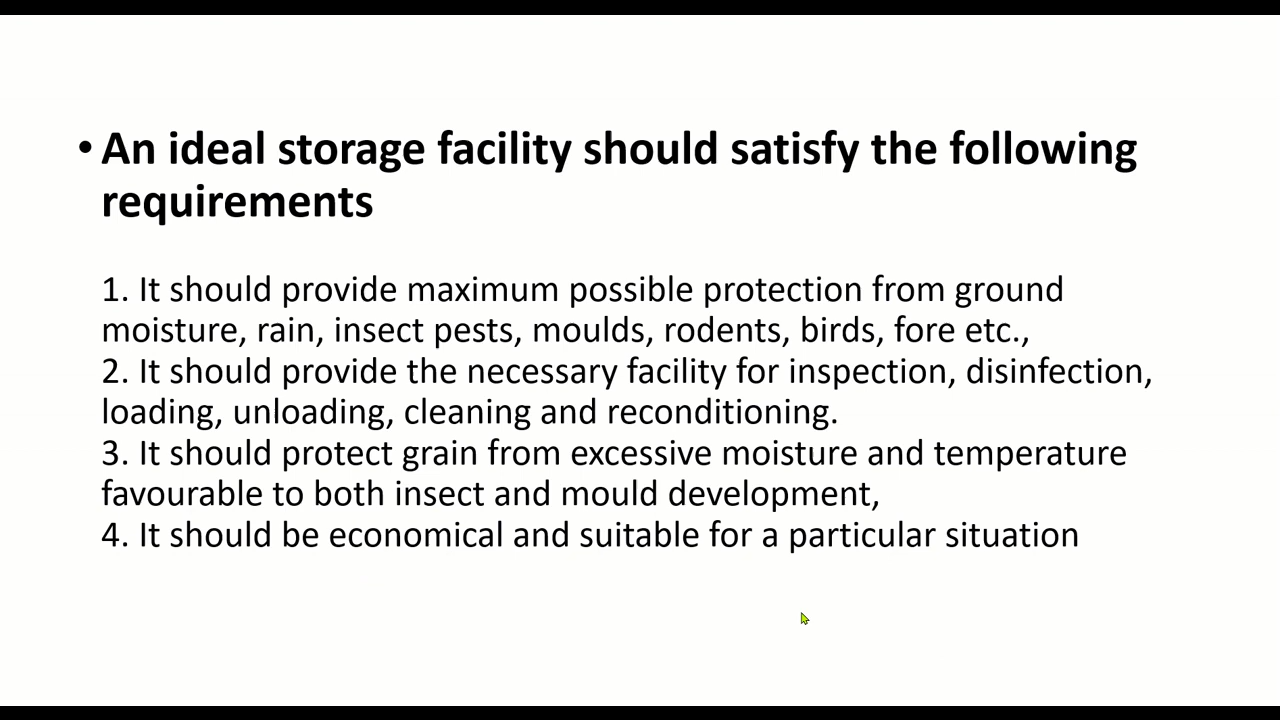 • An ideal storage facility should satisfy the following
requirements
1. It should provide maximum possible protection from ground
moisture, rain, insect pests, moulds, rodents, birds, fore etc.,
2. It should provide the necessary facility for inspection, disinfection,
loading, unloading, cleaning and reconditioning.
3. It should protect grain from excessive moisture and temperature
favourable to both insect and mould development,
4. It should be economical and suitable for a particular situation